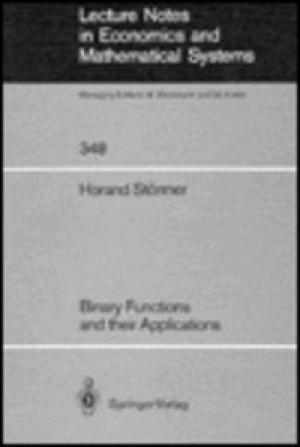 Lecture Notes
in Economics and
Mathematical Systems
Managing Editors: M. Beckmann and W. Krelle
348
Horand Störmer
Binary Functions
and their Applications
Springer-Verlag